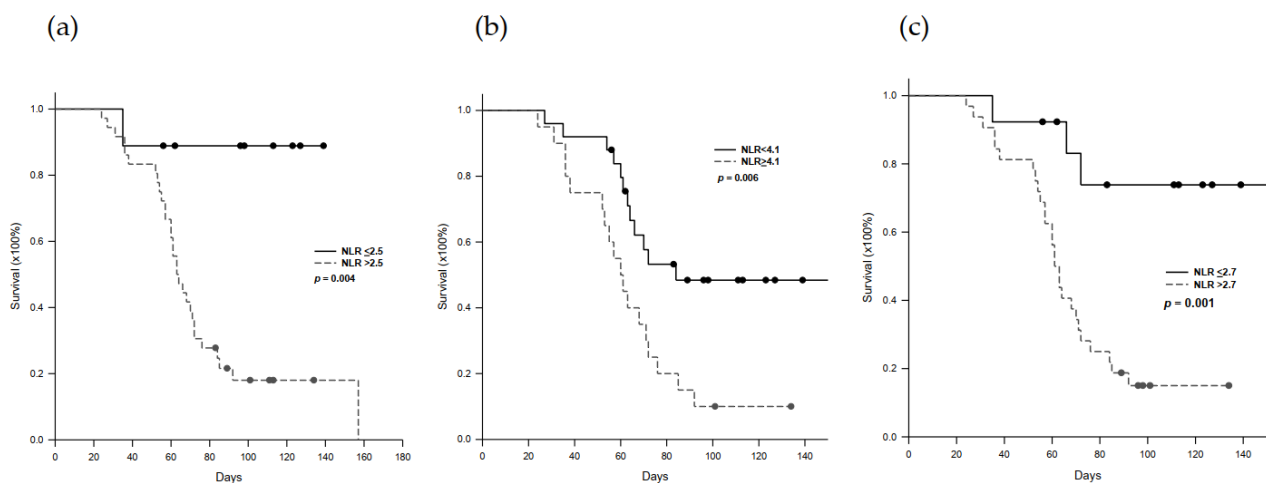 (a)
(b)
(c)
1.0
0.8
0.6
0.4
0.2
0.0
Survival (x100%)
NLR ≤2.5
NLR >2.5
p = 0.004
0 20 40 60 80 100 120 140 160 180
Days
1.0
0.8
0.6
0.4
0.2
0.0
Survival (x100%)
NLR<4.1
NLR≥4.1
p = 0.006
0 20 40 60 80 100 120 140
Days
1.0
0.8
0.6
0.4
0.2
0.0
Survival (x100%)
NLR ≤2.7
NLR >2.7
p = 0.001
0 20 40 60 80 100 120 140
Days